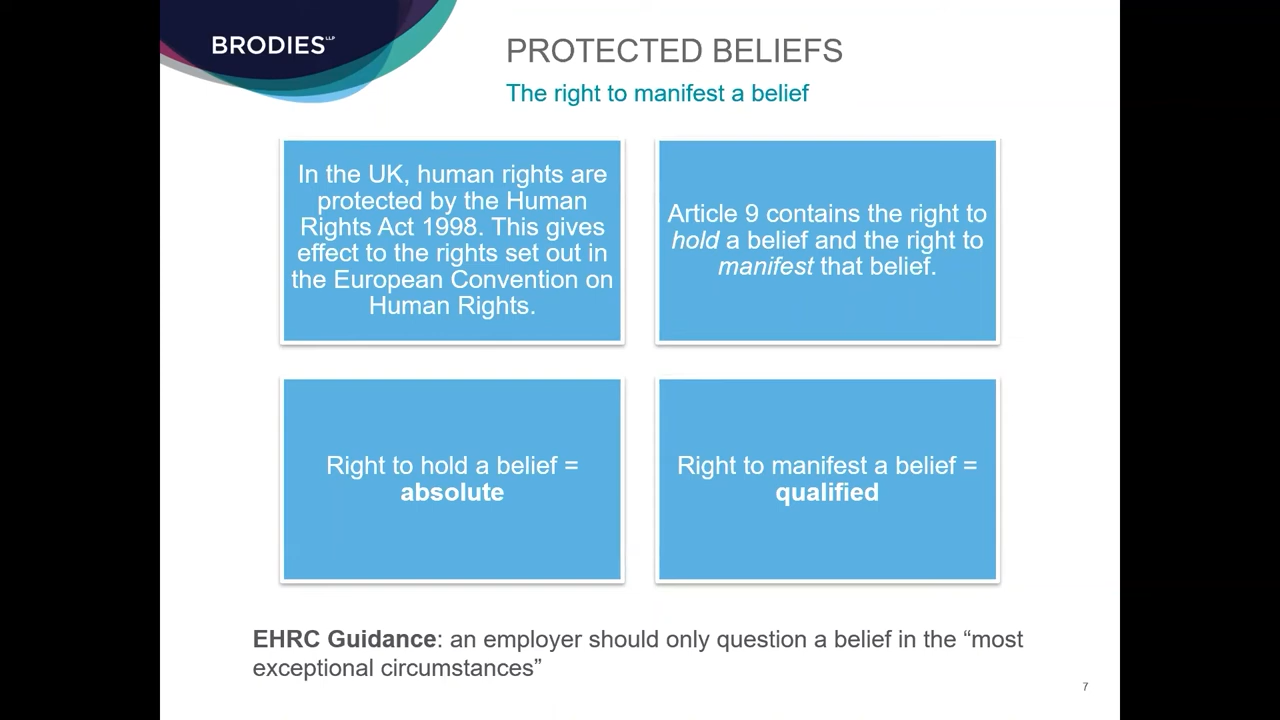 BRODIES LLP
PROTECTED BELIEFS
The right to manifest a belief
In the UK, human rights are
protected by the Human
Rights Act 1998. This gives
effect to the rights set out in
the European Convention on
Human Rights.
Article 9 contains the right to
hold a belief and the right to
manifest that belief.
Right to hold a belief =
absolute
Right to manifest a belief =
qualified
EHRC Guidance: an employer should only question a belief in the “most
exceptional circumstances”
7